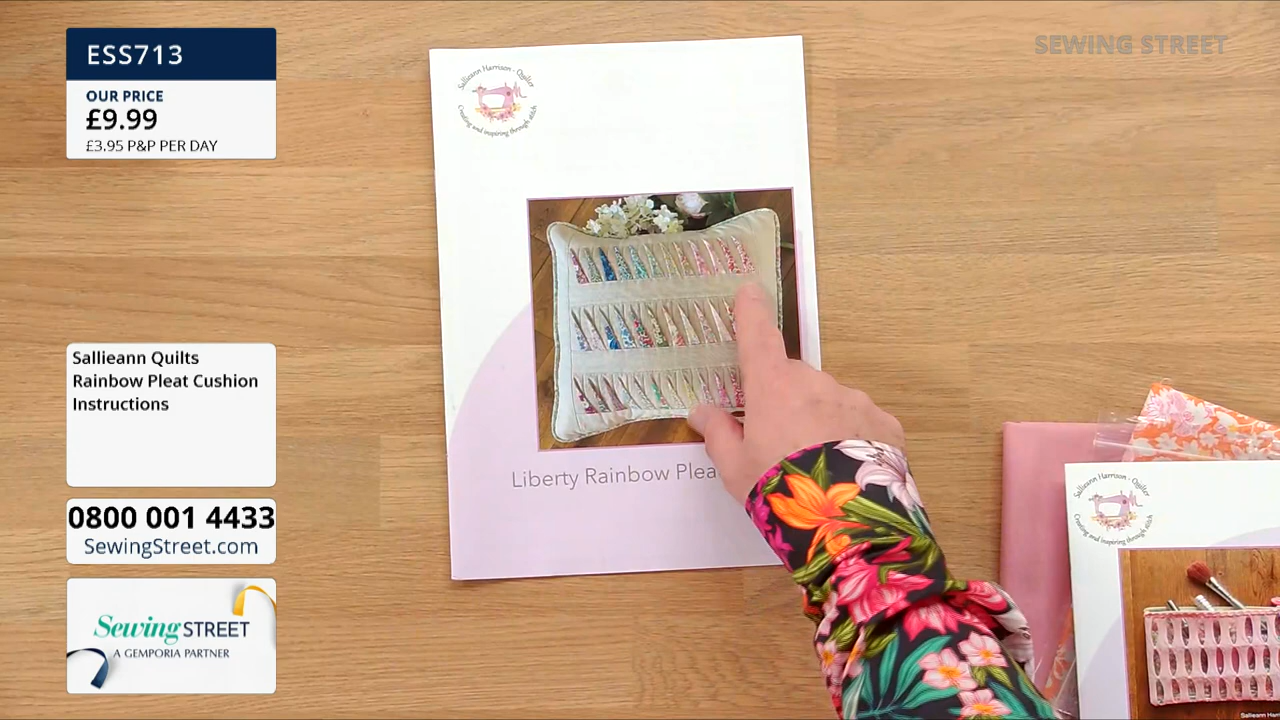 ESS713
OUR PRICE
£9.99
£3.95 P&P PER DAY
SEWING STREET
Sallieann Harrison - Quilter
Creating and inspiring through stitch
Sallieann Quilts
Rainbow Pleat Cushion
Instructions
Liberty Rainbow Plea
0800 001 4433
SewingStreet.com
Sewing STREET
A GEMPORIA PARTNER
Sallieann Harrison - Quilter
Creating and inspiring through stitch
Sallieann Harr